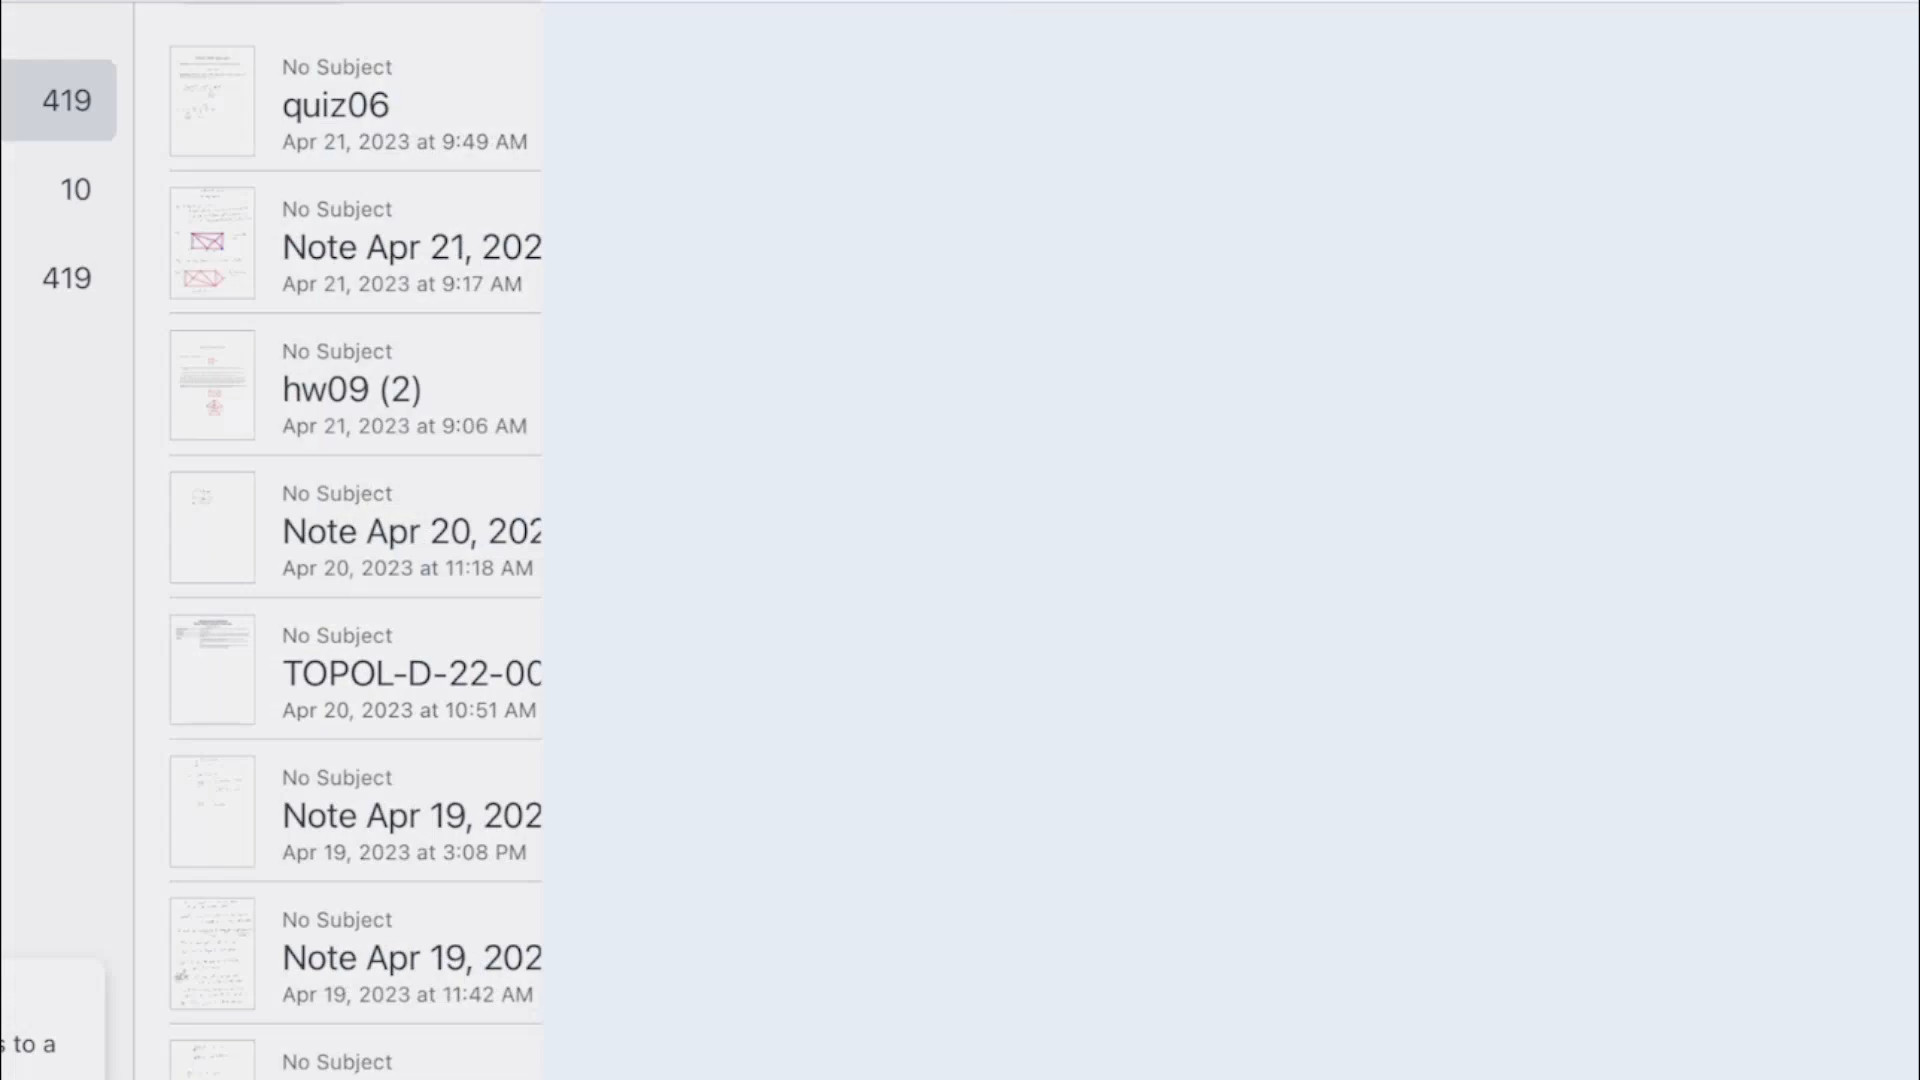 419
10
419
s to a
No Subject
quiz06
Apr 21, 2023 at 9:49 AM
No Subject
Note Apr 21, 202
Apr 21, 2023 at 9:17 AM
No Subject
hw09 (2)
Apr 21, 2023 at 9:06 AM
No Subject
Note Apr 20, 202
Apr 20, 2023 at 11:18 AM
No Subject
TOPOL-D-22-00
Apr 20, 2023 at 10:51 AM
No Subject
Note Apr 19, 202
Apr 19, 2023 at 3:08 PM
No Subject
Note Apr 19, 202
Apr 19, 2023 at 11:42 AM
No Subject